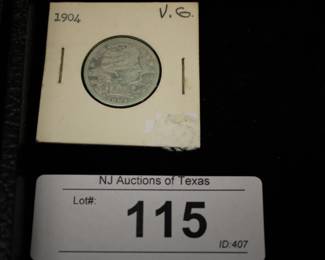 1904 V.G.
NJ Auctions of Texas
Lot#:
115
ID:407